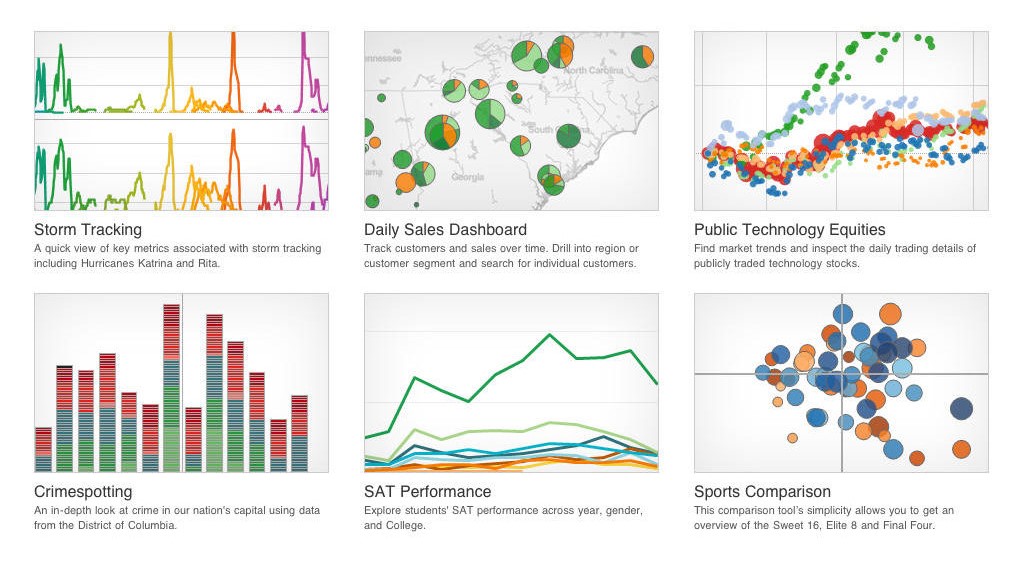 ennessee
North Carolina
Georgia
ama
Storm Tracking
A quick view of key metrics associated with storm tracking
including Hurricanes Katrina and Rita.
Daily Sales Dashboard
Track customers and sales over time. Drill into region or
customer segment and search for individual customers.
Public Technology Equities
Find market trends and inspect the daily trading details of
publicly traded technology stocks.
Crimespotting
An in-depth look at crime in our nation's capital using data
from the District of Columbia.
SAT Performance
Explore students' SAT performance across year, gender,
and College.
Sports Comparison
This comparison tool's simplicity allows you to get an
overview of the Sweet 16, Elite 8 and Final Four.